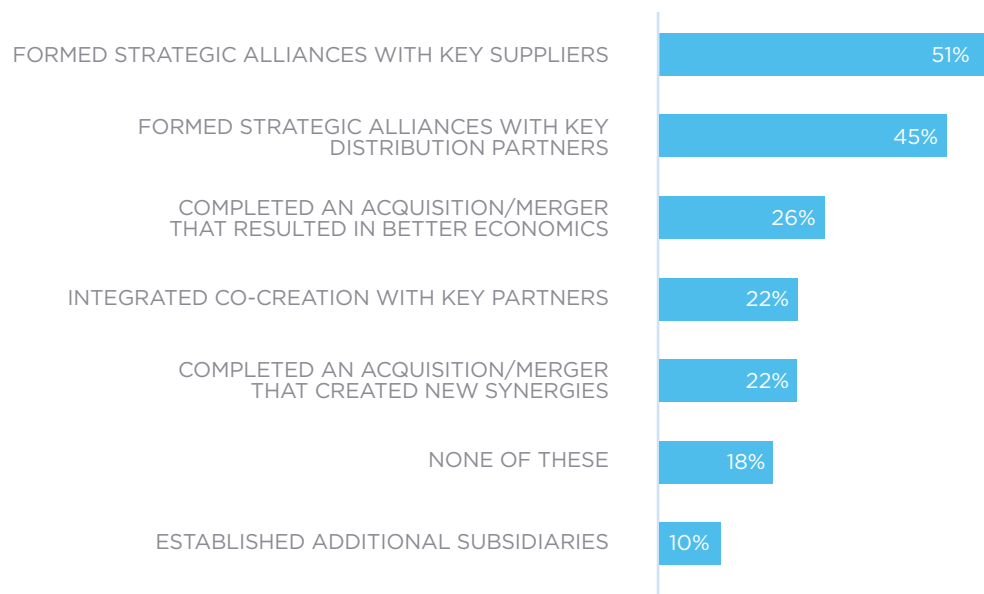 FORMED STRATEGIC ALLIANCES WITH KEY SUPPLIERS
51%
FORMED STRATEGIC ALLIANCES WITH KEY
DISTRIBUTION PARTNERS
45%
COMPLETED AN ACQUISITION/MERGER
THAT RESULTED IN BETTER ECONOMICS
26%
INTEGRATED CO-CREATION WITH KEY PARTNERS
22%
COMPLETED AN ACQUISITION/MERGER
THAT CREATED NEW SYNERGIES
22%
NONE OF THESE
18%
ESTABLISHED ADDITIONAL SUBSIDIARIES
10%